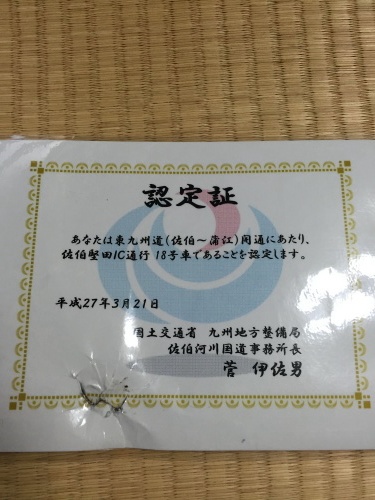 認定証
あなたは東九州道(佐伯～蒲江)開通にあたり、
佐伯堅田IC通行 18号車であることを認定します。
平成27年3月21日
国土交通省 九州地方整備局
佐伯河川国道事務所長
菅 伊佐男